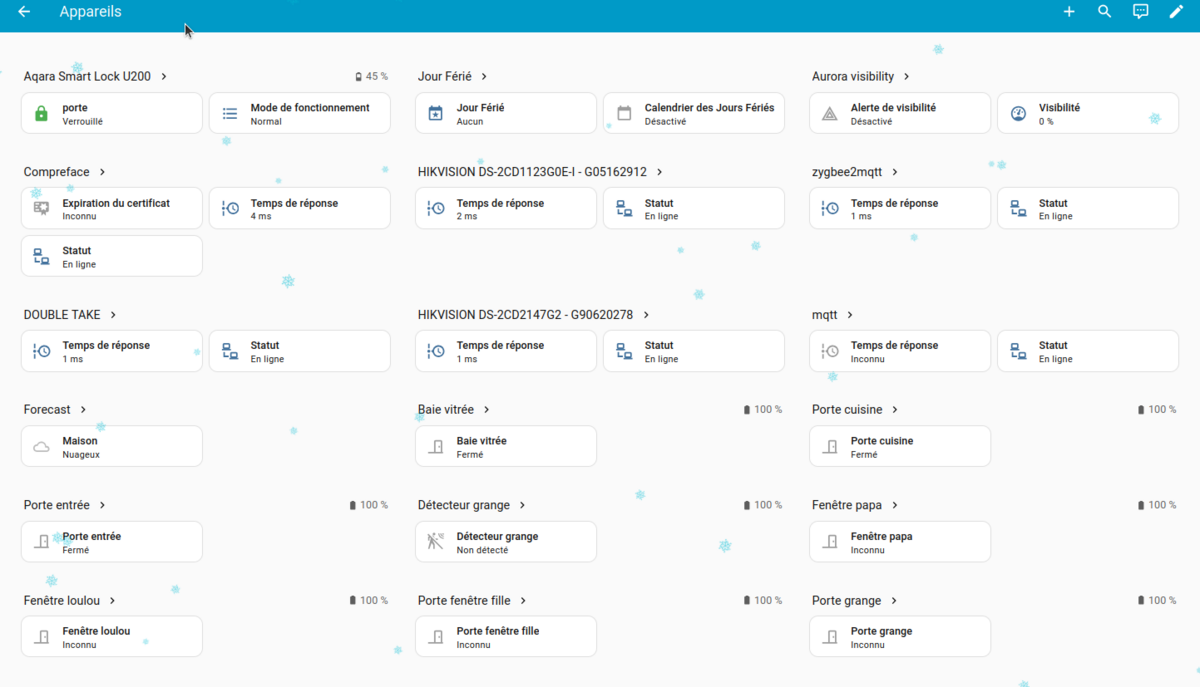 Appareils
Aqara Smart Lock U200
45 %
porte
Verrouillé
Mode de fonctionnement
Normal
Jour Férié
Jour Férié
Aucun
Calendrier des Jours Fériés
Désactivé
Aurora visibility
Alerte de visibilité
Désactivé
Visibilité
0 %
Compreface
Expiration du certificat
Inconnu
Temps de réponse
4 ms
Statut
En ligne
HIKVISION DS-2CD1123G0E-I - G05162912
Temps de réponse
2 ms
Statut
En ligne
zygbee2mqtt
Temps de réponse
1 ms
Statut
En ligne
DOUBLE TAKE
Temps de réponse
1 ms
Statut
En ligne
HIKVISION DS-2CD2147G2 - G90620278
Temps de réponse
1 ms
Statut
En ligne
mqtt
Temps de réponse
Inconnu
Statut
En ligne
Forecast
Maison
Nuageux
Baie vitrée
100 %
Baie vitrée
Fermé
Porte cuisine
100 %
Porte cuisine
Fermé
Porte entrée
100 %
Porte entrée
Fermé
Détecteur grange
100 %
Détecteur grange
Non détecté
Fenêtre papa
100 %
Fenêtre papa
Inconnu
Fenêtre loulou
100 %
Fenêtre loulou
Inconnu
Porte fenêtre fille
100 %
Porte fenêtre fille
Inconnu
Porte grange
100 %
Porte grange
Inconnu